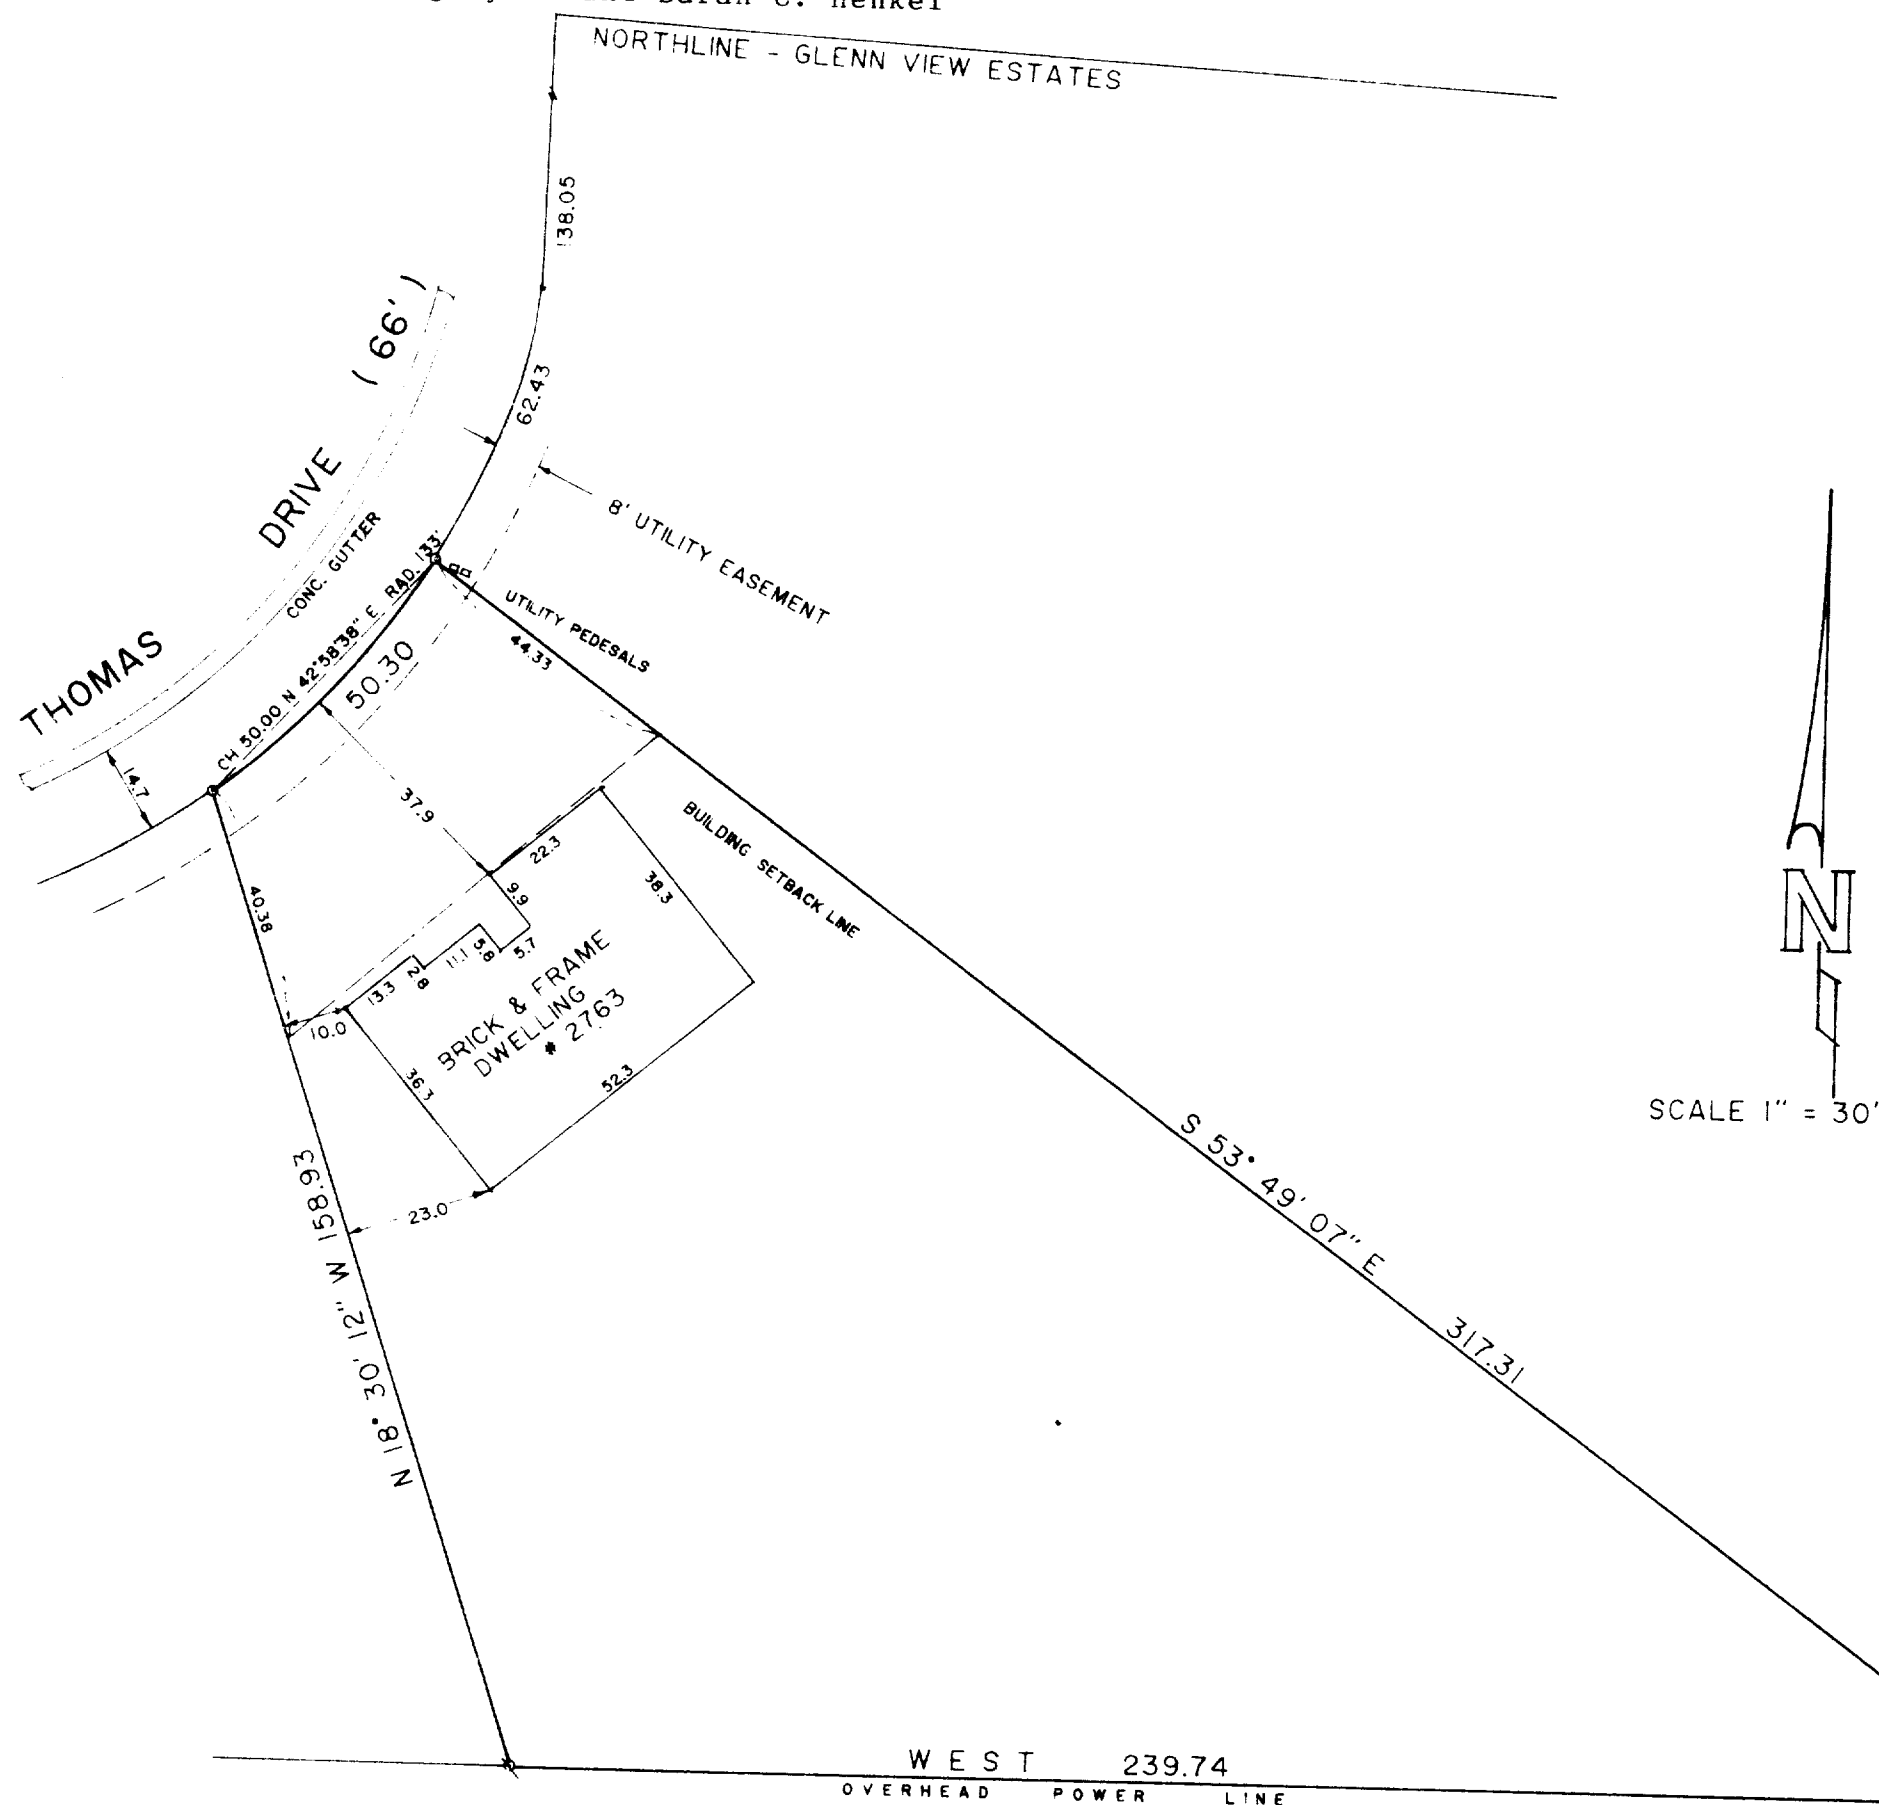 Sarah C. Henkel
NORTHLINE - GLENN VIEW ESTATES
138.05
62.43
THOMAS DRIVE ( 66' )
CONC. GUTTER
8' UTILITY EASEMENT
CH 50.00 N 42°58'38" E RAD. 133'
50.30
UTILITY PEDESALS
44.33
14.7
37.9
40.38
22.3
9.9
38.3
BUILDING SETBACK LINE
5.7
5.8
11.1
2.8
13.3
10.0
BRICK & FRAME
DWELLING
# 2763
36.3
52.3
23.0
N
SCALE 1" = 30'
S 53° 49' 07" E 317.31
N 18° 30' 12" W 158.93
WEST 239.74
OVERHEAD POWER LINE